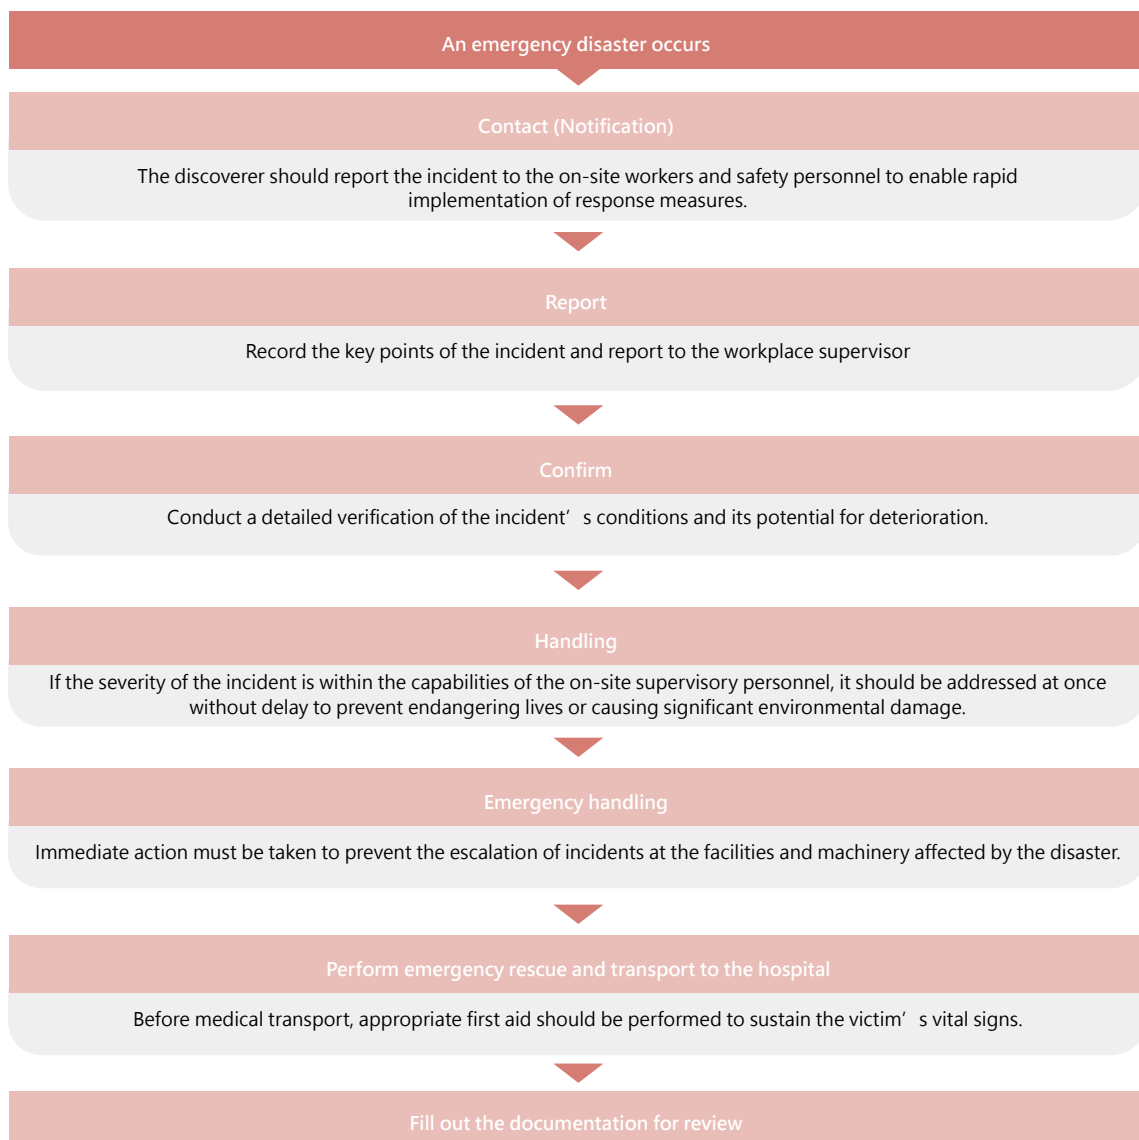 An emergency disaster occurs
Contact (Notification)
The discoverer should report the incident to the on-site workers and safety personnel to enable rapid
implementation of response measures.
Report
Record the key points of the incident and report to the workplace supervisor
Confirm
Conduct a detailed verification of the incident’s conditions and its potential for deterioration.
Handling
If the severity of the incident is within the capabilities of the on-site supervisory personnel, it should be addressed at once
without delay to prevent endangering lives or causing significant environmental damage.
Emergency handling
Immediate action must be taken to prevent the escalation of incidents at the facilities and machinery affected by the disaster.
Perform emergency rescue and transport to the hospital
Before medical transport, appropriate first aid should be performed to sustain the victim’s vital signs.
Fill out the documentation for review